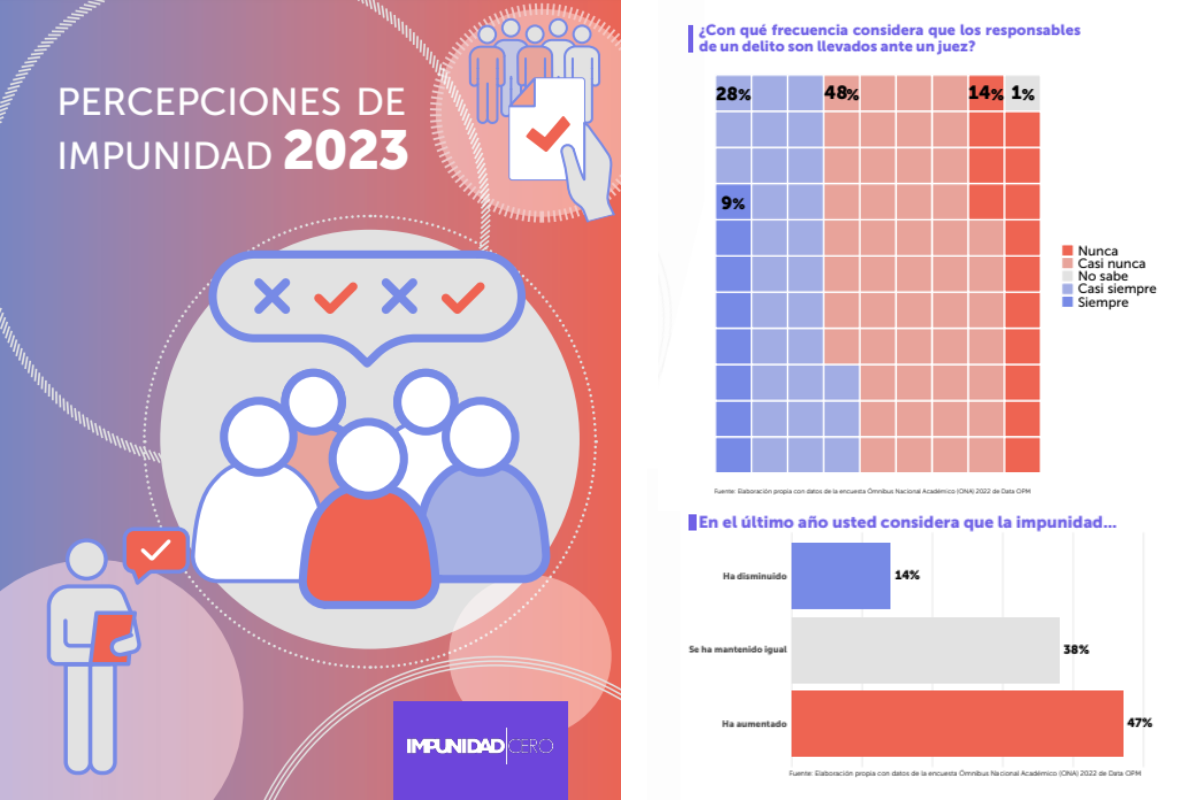 PERCEPCIONES DE
IMPUNIDAD 2023
IMPUNIDAD CERO
¿Con qué frecuencia considera que los responsables
de un delito son llevados ante un juez?
28% 48% 14% 1%
9%
Nunca
Casi nunca
No sabe
Casi siempre
Siempre
Fuente: Elaboración propia con datos de la encuesta Ómnibus Nacional Académico (ONA) 2022 de Data OPM
En el último año usted considera que la impunidad...
Ha disminuido 14%
Se ha mantenido igual 38%
Ha aumentado 47%
Fuente: Elaboración propia con datos de la encuesta Ómnibus Nacional Académico (ONA) 2022 de Data OPM